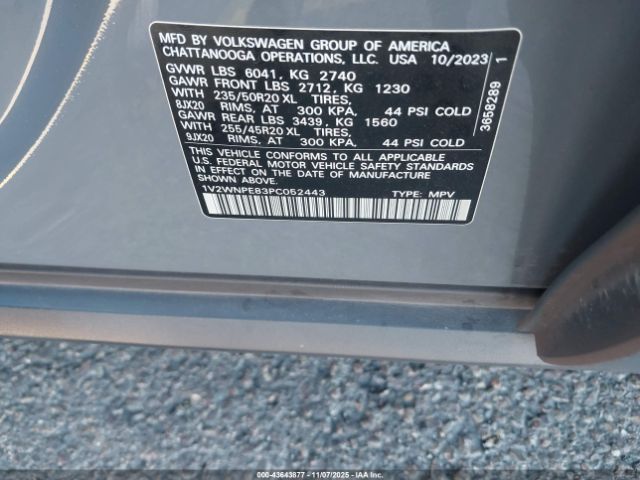 MFD BY VOLKSWAGEN GROUP OF AMERICA
CHATTANOOGA OPERATIONS, LLC. USA 10/2023
GVWR LBS 6041, KG 2740
GAWR FRONT LBS 2712, KG 1230
WITH 235/50R20 XL TIRES,
8JX20 RIMS, AT 300 KPA, 44 PSI COLD
GAWR REAR LBS 3439, KG 1560
WITH 255/45R20 XL TIRES,
9JX20 RIMS, AT 300 KPA, 44 PSI COLD
THIS VEHICLE CONFORMS TO ALL APPLICABLE
U.S. FEDERAL MOTOR VEHICLE SAFETY STANDARDS
IN EFFECT ON THE DATE OF MANUFACTURE
SHOWN ABOVE
1V2WNPE83PC052443 TYPE: MPV
3658289 1
000-43643877 - 11/07/2025 - IAA Inc.